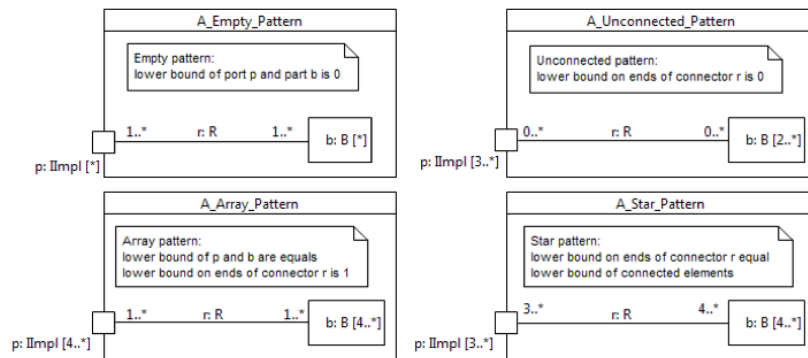 A_Empty_Pattern
Empty pattern:
lower bound of port p and part b is 0
1..* r: R 1..*
b: B [*]
p: IImpl [*]
A_Unconnected_Pattern
Unconnected pattern:
lower bound on ends of connector r is 0
0..* r: R 0..*
b: B [2..*]
p: IImpl [3..*]
A_Array_Pattern
Array pattern:
lower bound of p and b are equals
lower bound on ends of connector r is 1
1..* r: R 1..*
b: B [4..*]
p: IImpl [4..*]
A_Star_Pattern
Star pattern:
lower bound on ends of connector r equal
lower bound of connected elements
3..* r: R 4..*
b: B [4..*]
p: IImpl [3..*]